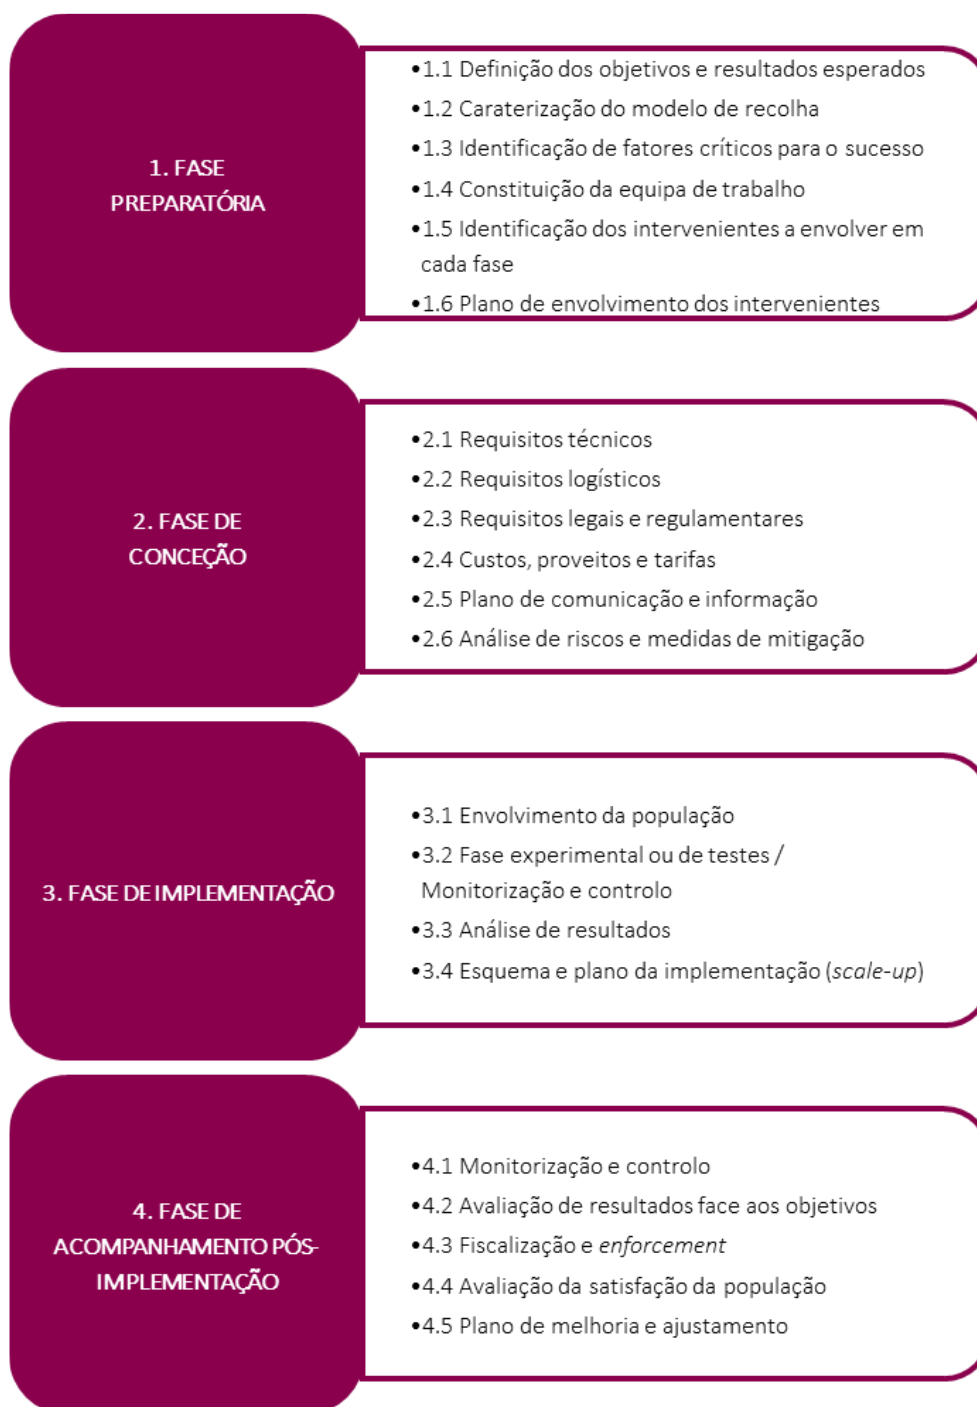 1. FASE
PREPARATÓRIA
•1.1 Definição dos objetivos e resultados esperados
•1.2 Caraterização do modelo de recolha
•1.3 Identificação de fatores críticos para o sucesso
•1.4 Constituição da equipa de trabalho
•1.5 Identificação dos intervenientes a envolver em
cada fase
•1.6 Plano de envolvimento dos intervenientes
2. FASE DE
CONCEÇÃO
•2.1 Requisitos técnicos
•2.2 Requisitos logísticos
•2.3 Requisitos legais e regulamentares
•2.4 Custos, proveitos e tarifas
•2.5 Plano de comunicação e informação
•2.6 Análise de riscos e medidas de mitigação
3. FASE DE IMPLEMENTAÇÃO
•3.1 Envolvimento da população
•3.2 Fase experimental ou de testes /
Monitorização e controlo
•3.3 Análise de resultados
•3.4 Esquema e plano da implementação (scale-up)
4. FASE DE
ACOMPANHAMENTO PÓS-
IMPLEMENTAÇÃO
•4.1 Monitorização e controlo
•4.2 Avaliação de resultados face aos objetivos
•4.3 Fiscalização e enforcement
•4.4 Avaliação da satisfação da população
•4.5 Plano de melhoria e ajustamento